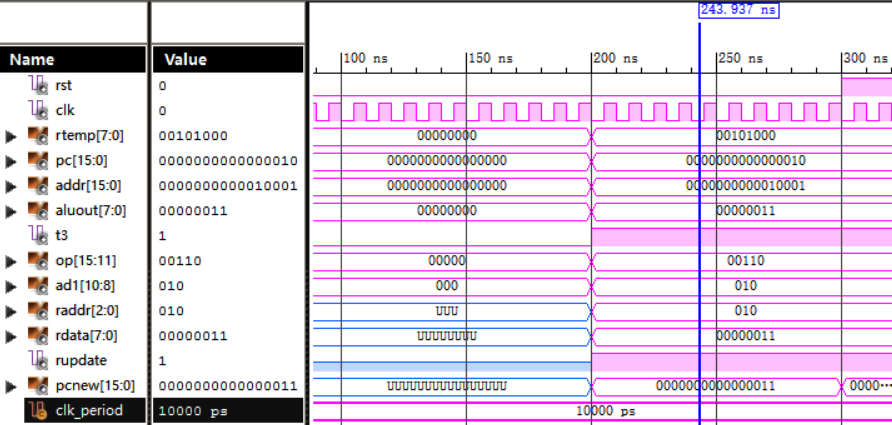 243.937 ns
100 ns 150 ns 200 ns 250 ns 300 ns
Name Value
rst 0
clk 0
rtemp[7:0] 00101000 00000000 00101000
pc[15:0] 0000000000000010 0000000000000000 0000000000000010
addr[15:0] 0000000000010001 0000000000000000 0000000000010001
aluout[7:0] 00000011 00000000 00000011
t3 1
op[15:11] 00110 00000 00110
ad1[10:8] 010 000 010
raddr[2:0] 010 UUU 010
rdata[7:0] 00000011 UUUUUUUU 00000011
rupdate 1
pcnew[15:0] 0000000000000011 UUUUUUUUUUUUUUUU 0000000000000011 0000···
clk_period 10000 ps 10000 ps